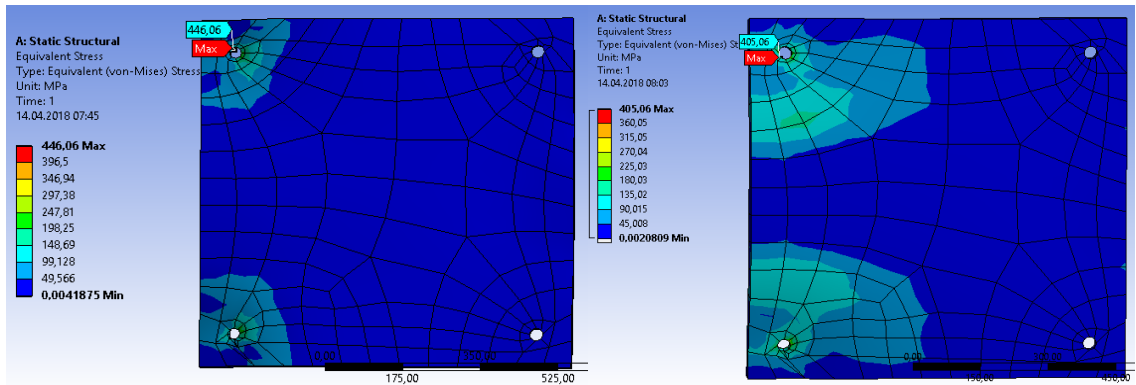 A: Static Structural
Equivalent Stress
Type: Equivalent (von-Mises) Stress
Unit: MPa
Time: 1
14.04.2018 07:45
446,06 Max
396,5
346,94
297,38
247,81
198,25
148,69
99,128
49,566
0,0041875 Min
446,06
Max
0,00
175,00
525,00
A: Static Structural
Equivalent Stress
Type: Equivalent (von-Mises) St
Unit: MPa
Time: 1
14.04.2018 08:03
405,06 Max
360,05
315,05
270,04
225,03
180,03
135,02
90,015
45,008
0,0020809 Min
405,06
Max
0,00
450,00